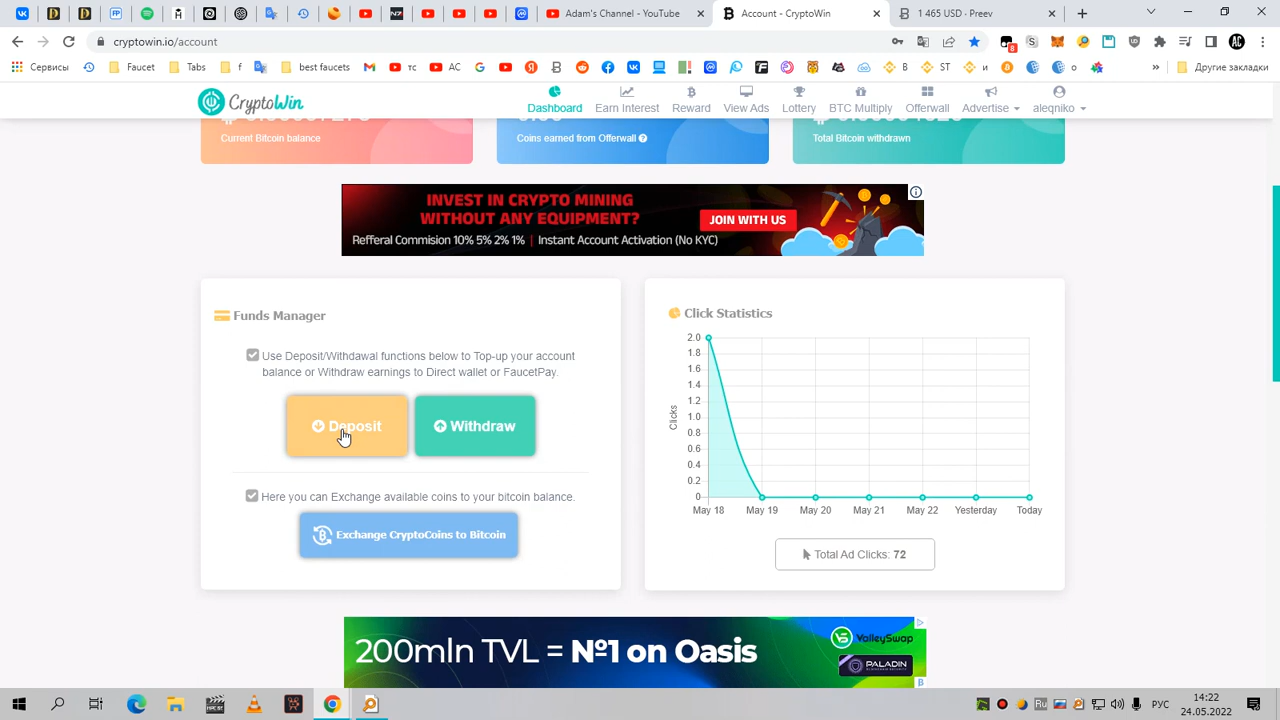 Adam's Channel - YouTube
Account - CryptoWin
1 465 USD - Preev
cryptowin.io/account
8
AC
Сервисы
Faucet
Tabs
f
best faucets
тс
AC
B
ST
и
о
»
Другие закладки
CryptoWin
Dashboard
Earn Interest
Reward
View Ads
Lottery
BTC Multiply
Offerwall
Advertise
aleqniko
Current Bitcoin balance
Coins earned from Offerwall
Total Bitcoin withdrawn
INVEST IN CRYPTO MINING
WITHOUT ANY EQUIPMENT?
JOIN WITH US
Refferal Commision 10% 5% 2% 1% | Instant Account Activation (No KYC)
Funds Manager
Use Deposit/Withdawal functions below to Top-up your account
balance or Withdraw earnings to Direct wallet or FaucetPay.
Deposit
Withdraw
Here you can Exchange available coins to your bitcoin balance.
Exchange CryptoCoins to Bitcoin
Click Statistics
2.0
1.8
1.6
1.4
1.2
1.0
0.8
0.6
0.4
0.2
0
Clicks
May 18
May 19
May 20
May 21
May 22
Yesterday
Today
Total Ad Clicks: 72
200mln TVL = №1 on Oasis
ValleySwap
PALADIN
Ru
РУС
14:22
24.05.2022